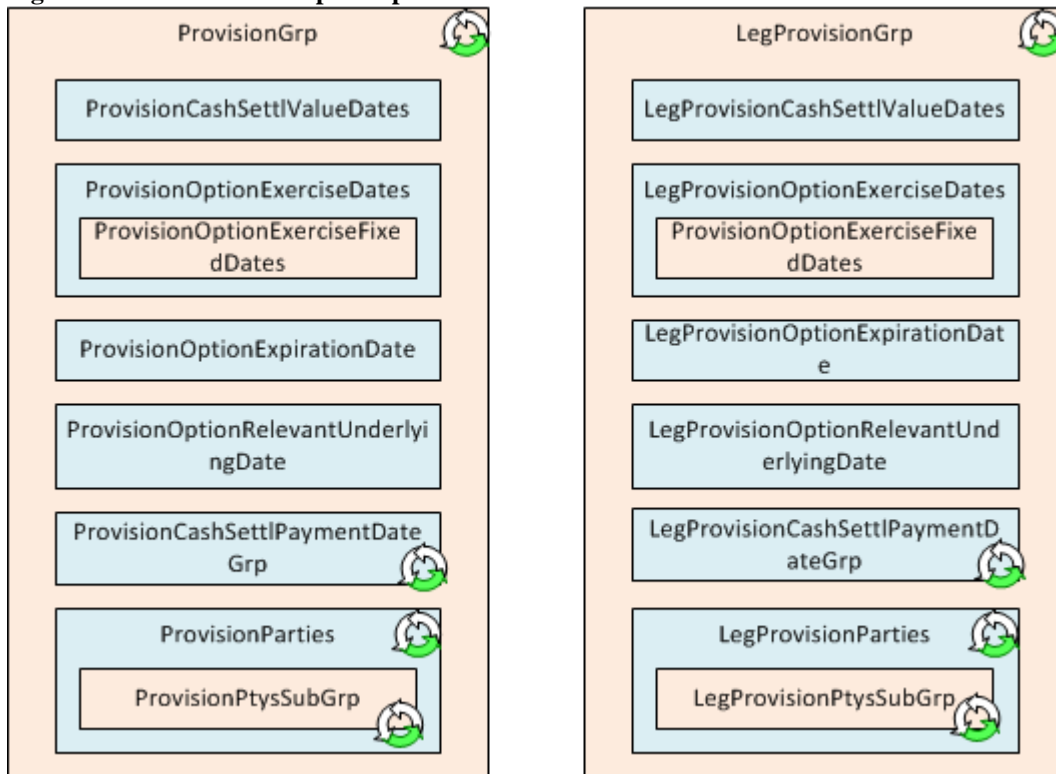 ProvisionGrp
ProvisionCashSettlValueDates
ProvisionOptionExerciseDates
ProvisionOptionExerciseFixe
dDates
ProvisionOptionExpirationDate
ProvisionOptionRelevantUnderlyi
ngDate
ProvisionCashSettlPaymentDate
Grp
ProvisionParties
ProvisionPtysSubGrp
LegProvisionGrp
LegProvisionCashSettlValueDates
LegProvisionOptionExerciseDates
ProvisionOptionExerciseFixe
dDates
LegProvisionOptionExpirationDat
e
LegProvisionOptionRelevantUnd
erlyingDate
LegProvisionCashSettlPaymentD
ateGrp
LegProvisionParties
LegProvisionPtysSubGrp